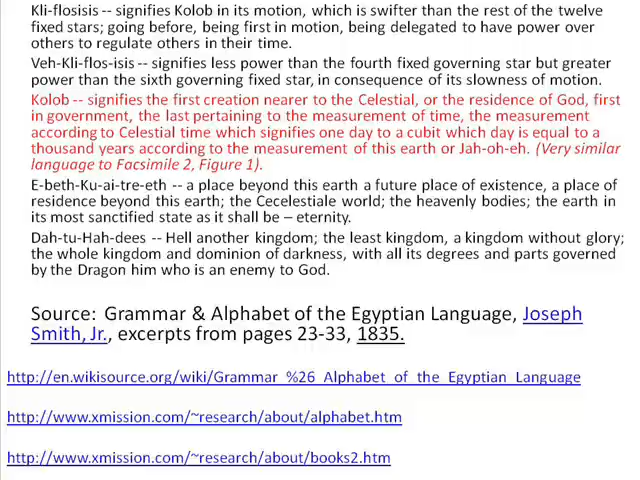 Kli-flosisis -- signifies Kolob in its motion, which is swifter than the rest of the twelve
fixed stars; going before, being first in motion, being delegated to have power over
others to regulate others in their time.
Veh-Kli-flos-isis -- signifies less power than the fourth fixed governing star but greater
power than the sixth governing fixed star, in consequence of its slowness of motion.
Kolob -- signifies the first creation nearer to the Celestial, or the residence of God, first
in government, the last pertaining to the measurement of time, the measurement
according to Celestial time which signifies one day to a cubit which day is equal to a
thousand years according to the measurement of this earth or Jah-oh-eh. (Very similar
language to Facsimile 2, Figure 1).
E-beth-Ku-ai-tre-eth -- a place beyond this earth a future place of existence, a place of
residence beyond this earth; the Cecelestiale world; the heavenly bodies; the earth in
its most sanctified state as it shall be – eternity.
Dah-tu-Hah-dees -- Hell another kingdom; the least kingdom, a kingdom without glory;
the whole kingdom and dominion of darkness, with all its degrees and parts governed
by the Dragon him who is an enemy to God.
Source: Grammar & Alphabet of the Egyptian Language, Joseph
Smith, Jr., excerpts from pages 23-33, 1835.
http://en.wikisource.org/wiki/Grammar_%26_Alphabet_of_the_Egyptian_Language
http://www.xmission.com/~research/about/alphabet.htm
http://www.xmission.com/~research/about/books2.htm